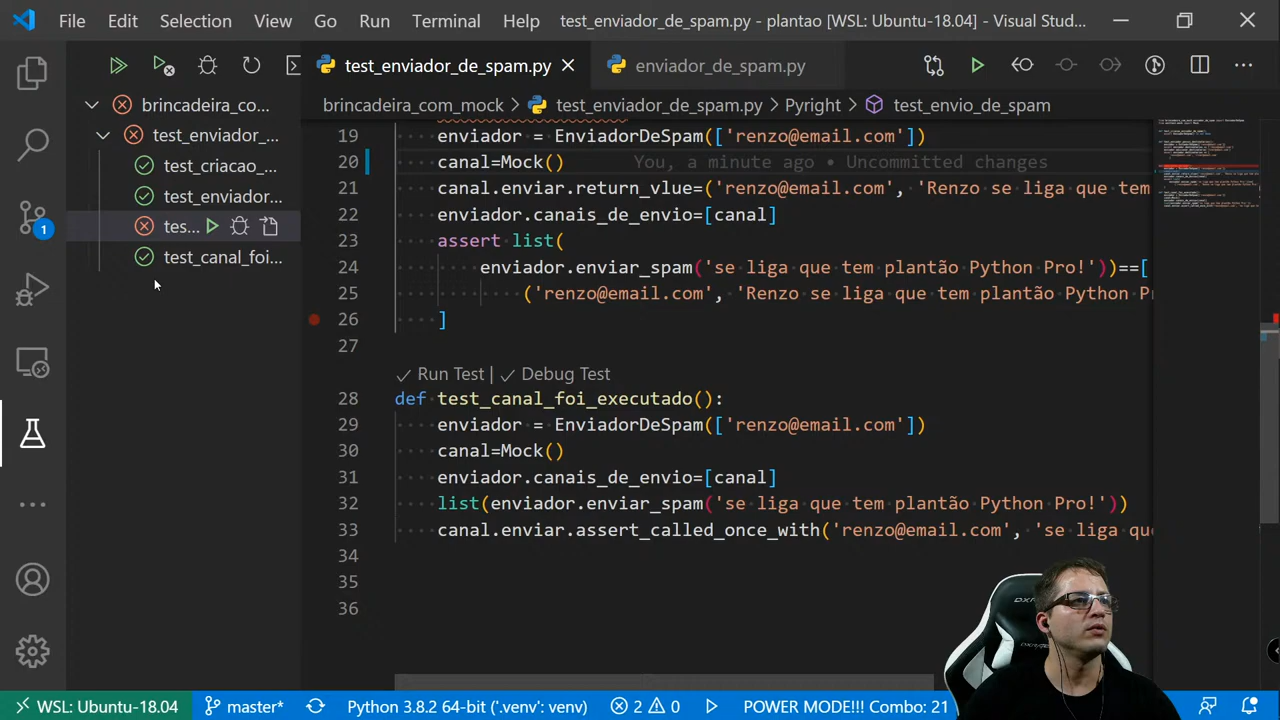 File Edit Selection View Go Run Terminal Help test_enviador_de_spam.py - plantao [WSL: Ubuntu-18.04] - Visual Stud...
test_enviador_de_spam.py enviador_de_spam.py
brincadeira_co...
brincadeira_com_mock > test_enviador_de_spam.py > Pyright > test_envio_de_spam
test_enviador_...
test_criacao_...
test_enviador...
tes...
test_canal_foi...
19 enviador = EnviadorDeSpam(['renzo@email.com'])
20 canal=Mock() You, a minute ago • Uncommitted changes
21 canal.enviar.return_vlue=('renzo@email.com', 'Renzo se liga que tem
22 enviador.canais_de_envio=[canal]
23 assert list(
24 enviador.enviar_spam('se liga que tem plantão Python Pro!'))==[
25 ('renzo@email.com', 'Renzo se liga que tem plantão Python Pr
26 ]
27
Run Test | Debug Test
28 def test_canal_foi_executado():
29 enviador = EnviadorDeSpam(['renzo@email.com'])
30 canal=Mock()
31 enviador.canais_de_envio=[canal]
32 list(enviador.enviar_spam('se liga que tem plantão Python Pro!'))
33 canal.enviar.assert_called_once_with('renzo@email.com', 'se liga qu
34
35
36
1
WSL: Ubuntu-18.04 master* Python 3.8.2 64-bit ('.venv': venv) 2 0 POWER MODE!!! Combo: 21